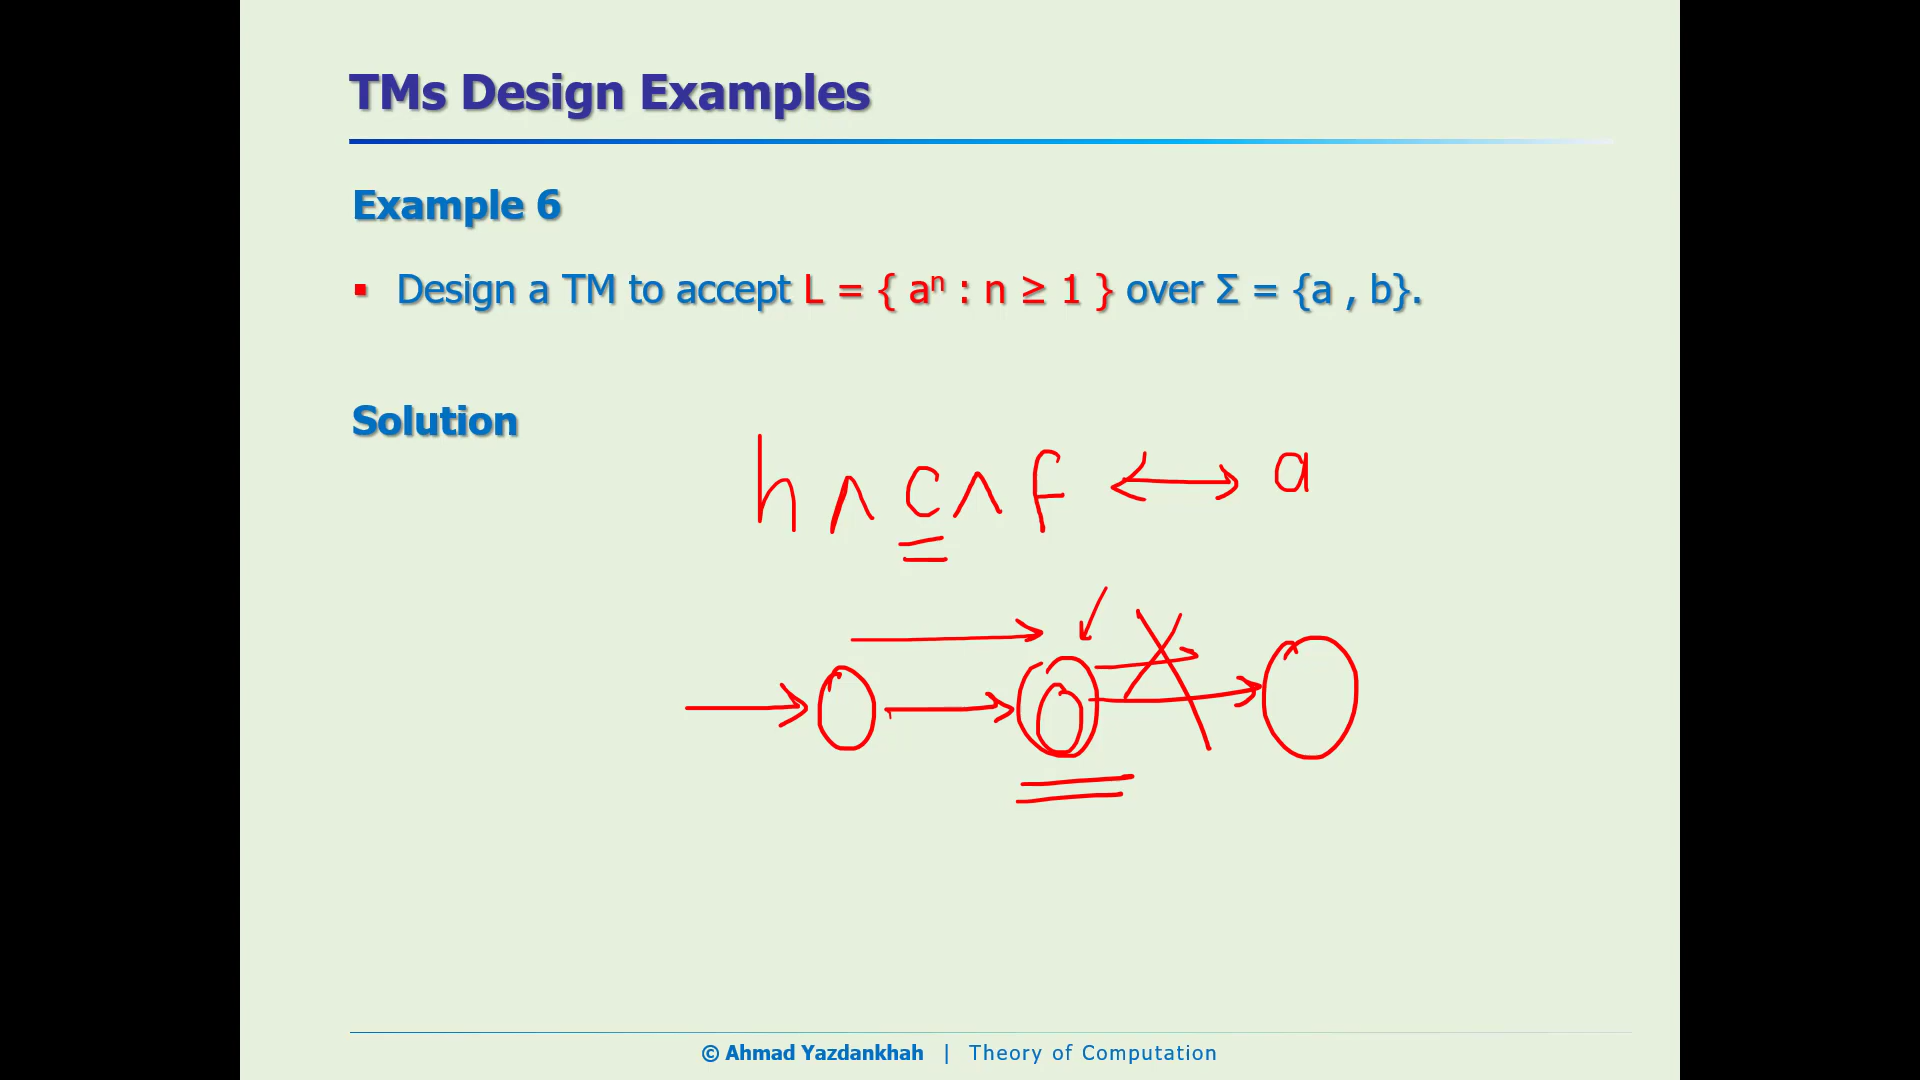 TMs Design Examples
Example 6
▪ Design a TM to accept L = { aⁿ : n ≥ 1 } over Σ = {a , b}.
Solution
h ∧ c ∧ f ↔ a
© Ahmad Yazdankhah | Theory of Computation